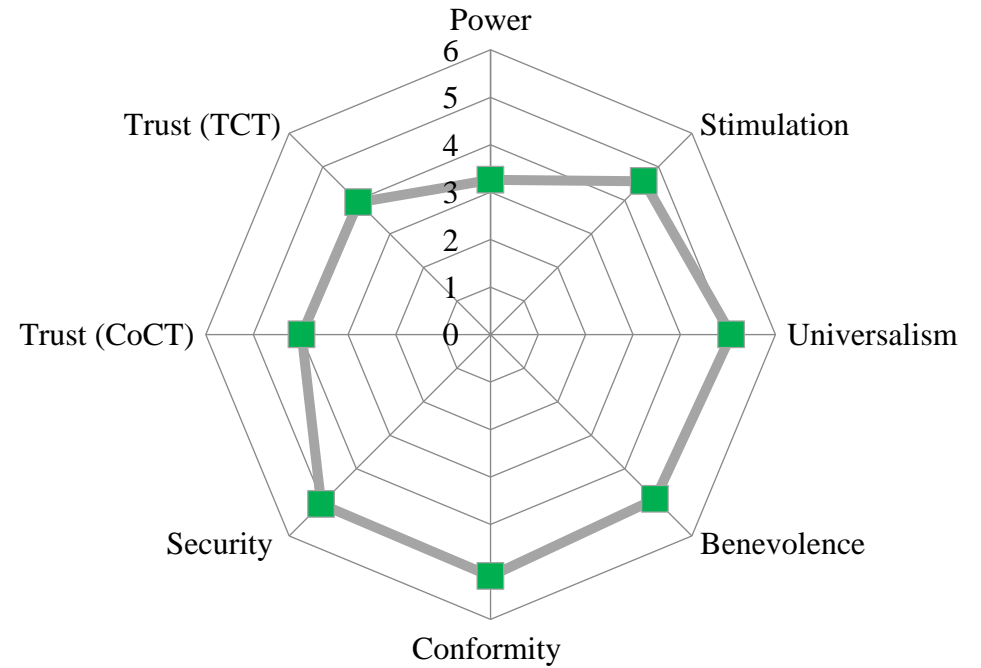 Power
6
Trust (TCT)
5
Stimulation
4
3
2
1
Trust (CoCT)
0
Universalism
Security
Benevolence
Conformity